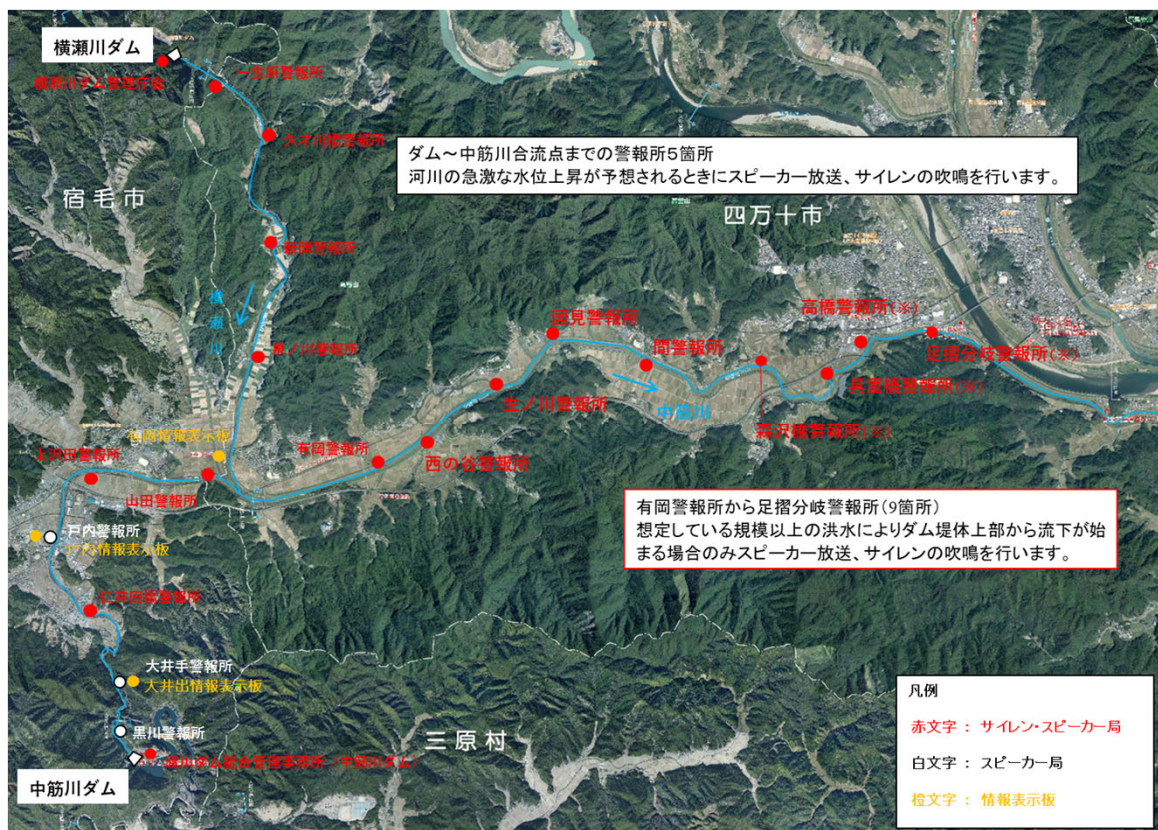 横瀬川ダム
横瀬川ダム管理庁舎
一生原警報所
久才川橋警報所
ダム～中筋川合流点までの警報所5箇所
河川の急激な水位上昇が予想されるときにスピーカー放送、サイレンの吹鳴を行います。
宿毛市
四万十市
横瀬川
高橋警報所(※)
国見警報所
間警報所
足摺分岐警報所(※)
具重橋警報所(※)
生ノ川警報所
中筋川
森沢橋警報所(※)
有岡警報所
西の谷警報所
上沢田警報所
山田警報所
戸内警報所
戸内情報表示板
有岡警報所から足摺分岐警報所(9箇所)
想定している規模以上の洪水によりダム堤体上部から流下が始
まる場合のみスピーカー放送、サイレンの吹鳴を行います。
仁井田橋警報所
大井手警報所
大井出情報表示板
黒川警報所
三原村
中筋川ダム
凡例
赤文字 ： サイレン・スピーカー局
白文字 ： スピーカー局
橙文字 ： 情報表示板